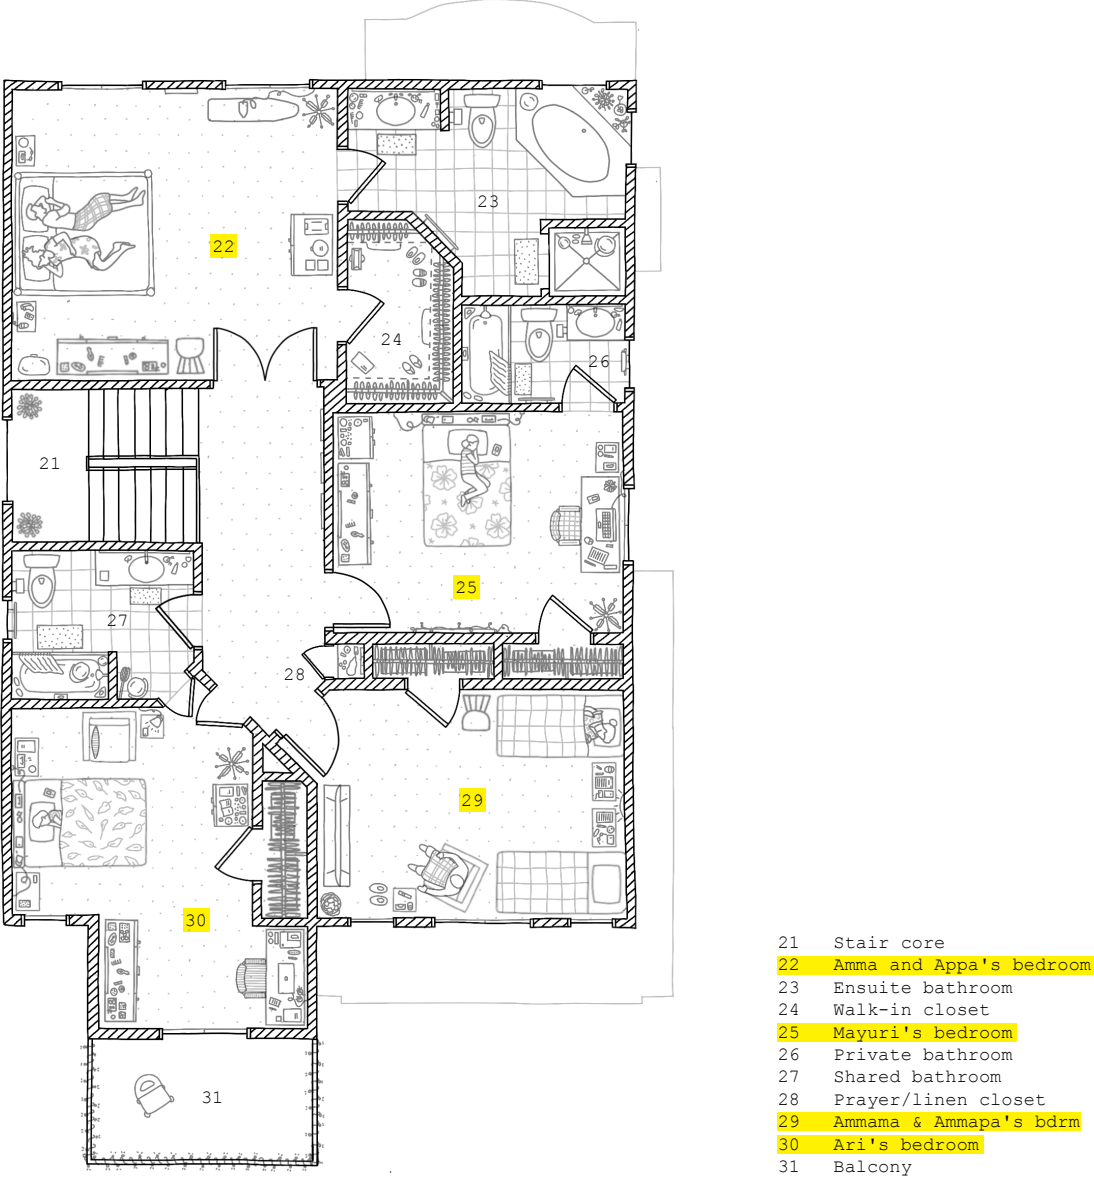 23
22
24
26
21
25
27
28
29
30
31
21 Stair core
22 Amma and Appa's bedroom
23 Ensuite bathroom
24 Walk-in closet
25 Mayuri's bedroom
26 Private bathroom
27 Shared bathroom
28 Prayer/linen closet
29 Ammama & Ammapa's bdrm
30 Ari's bedroom
31 Balcony